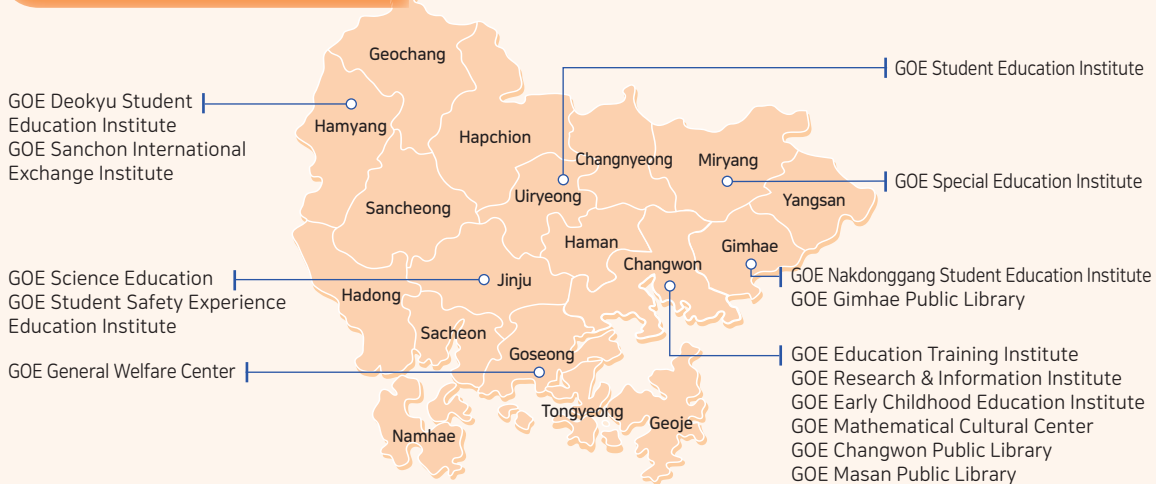 Geochang
GOE Student Education Institute
GOE Deokyu Student
Education Institute
GOE Sanchon International
Exchange Institute
Hamyang
Hapchion
Changnyeong
Miryang
GOE Special Education Institute
Uiryeong
Yangsan
Sancheong
Haman
Gimhae
Changwon
GOE Nakdonggang Student Education Institute
GOE Gimhae Public Library
GOE Science Education
GOE Student Safety Experience
Education Institute
Jinju
Hadong
Sacheon
Goseong
GOE General Welfare Center
GOE Education Training Institute
GOE Research & Information Institute
GOE Early Childhood Education Institute
GOE Mathematical Cultural Center
GOE Changwon Public Library
GOE Masan Public Library
Tongyeong
Geoje
Namhae